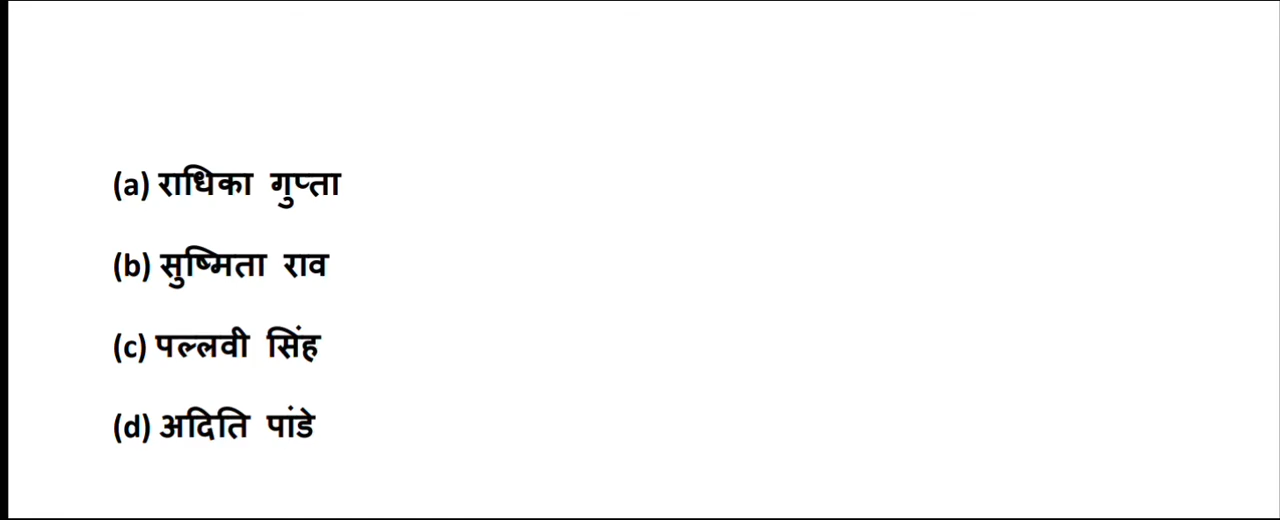 (a) राधिका गुप्ता
(b) सुष्मिता राव
(c) पल्लवी सिंह
(d) अदिति पांडे